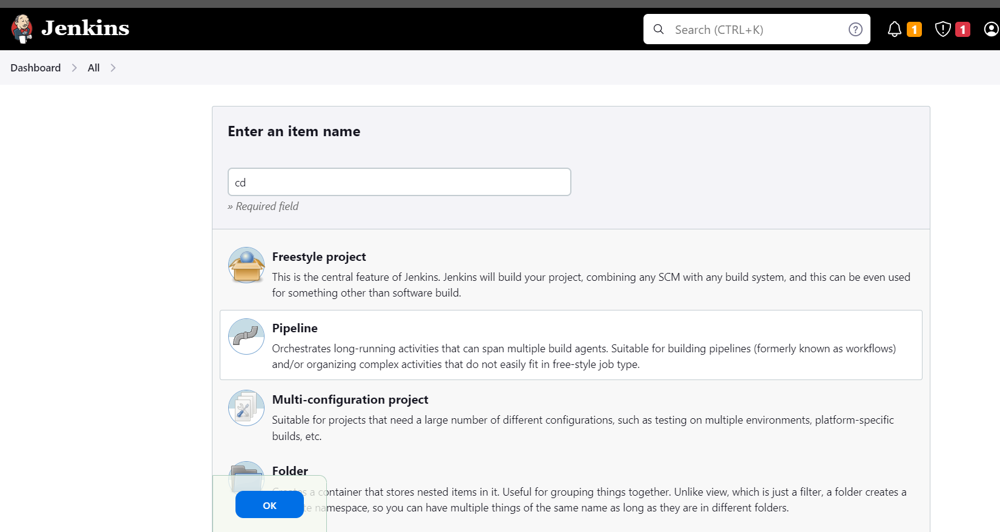 Jenkins
Search (CTRL+K)
?
1
1
Dashboard
All
Enter an item name
cd
» Required field
Freestyle project
This is the central feature of Jenkins. Jenkins will build your project, combining any SCM with any build system, and this can be even used
for something other than software build.
Pipeline
Orchestrates long-running activities that can span multiple build agents. Suitable for building pipelines (formerly known as workflows)
and/or organizing complex activities that do not easily fit in free-style job type.
Multi-configuration project
Suitable for projects that need a large number of different configurations, such as testing on multiple environments, platform-specific
builds, etc.
Folder
Creates a container that stores nested items in it. Useful for grouping things together. Unlike view, which is just a filter, a folder creates a
namespace, so you can have multiple things of the same name as long as they are in different folders.
OK